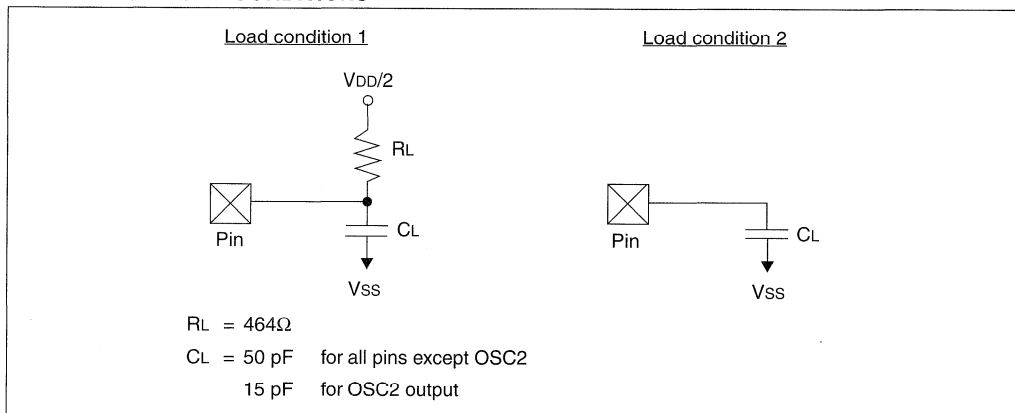 Load condition 1
Load condition 2
VDD/2
RL
Pin
CL
VSS
Pin
CL
VSS
RL = 464Ω
CL = 50 pF for all pins except OSC2
15 pF for OSC2 output